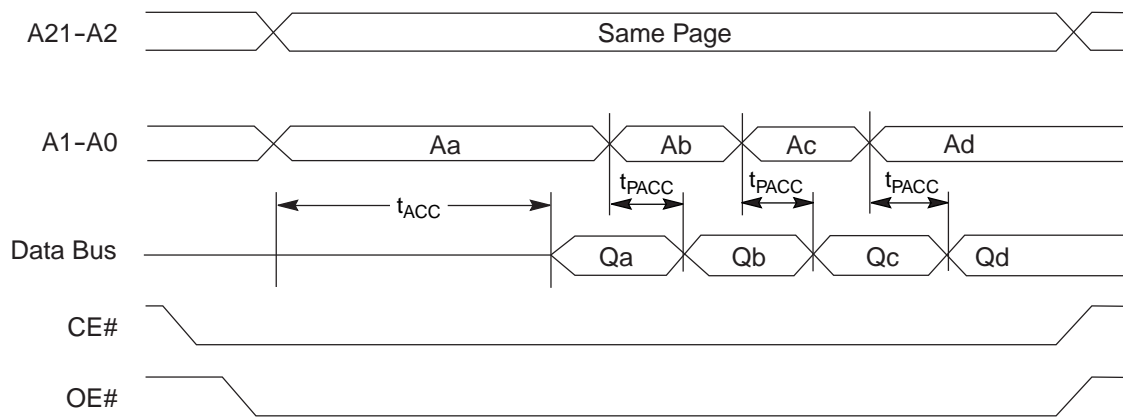 A21-A2 Same Page
A1-A0 Aa Ab Ac Ad
tACC tPACC tPACC tPACC
Data Bus Qa Qb Qc Qd
CE#
OE#